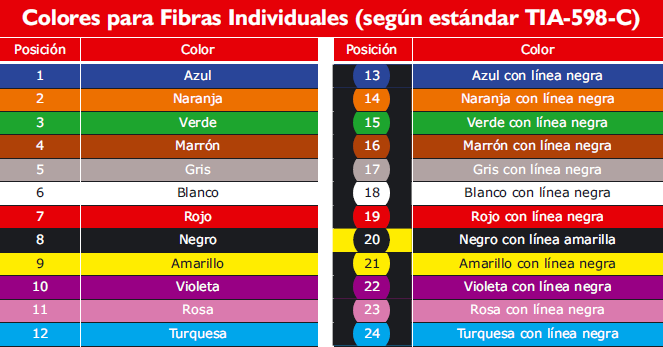 Colores para Fibras Individuales (según estándar TIA-598-C)
Posición Color Posición Color
1 Azul 13 Azul con línea negra
2 Naranja 14 Naranja con línea negra
3 Verde 15 Verde con línea negra
4 Marrón 16 Marrón con línea negra
5 Gris 17 Gris con línea negra
6 Blanco 18 Blanco con línea negra
7 Rojo 19 Rojo con línea negra
8 Negro 20 Negro con línea amarilla
9 Amarillo 21 Amarillo con línea negra
10 Violeta 22 Violeta con línea negra
11 Rosa 23 Rosa con línea negra
12 Turquesa 24 Turquesa con línea negra